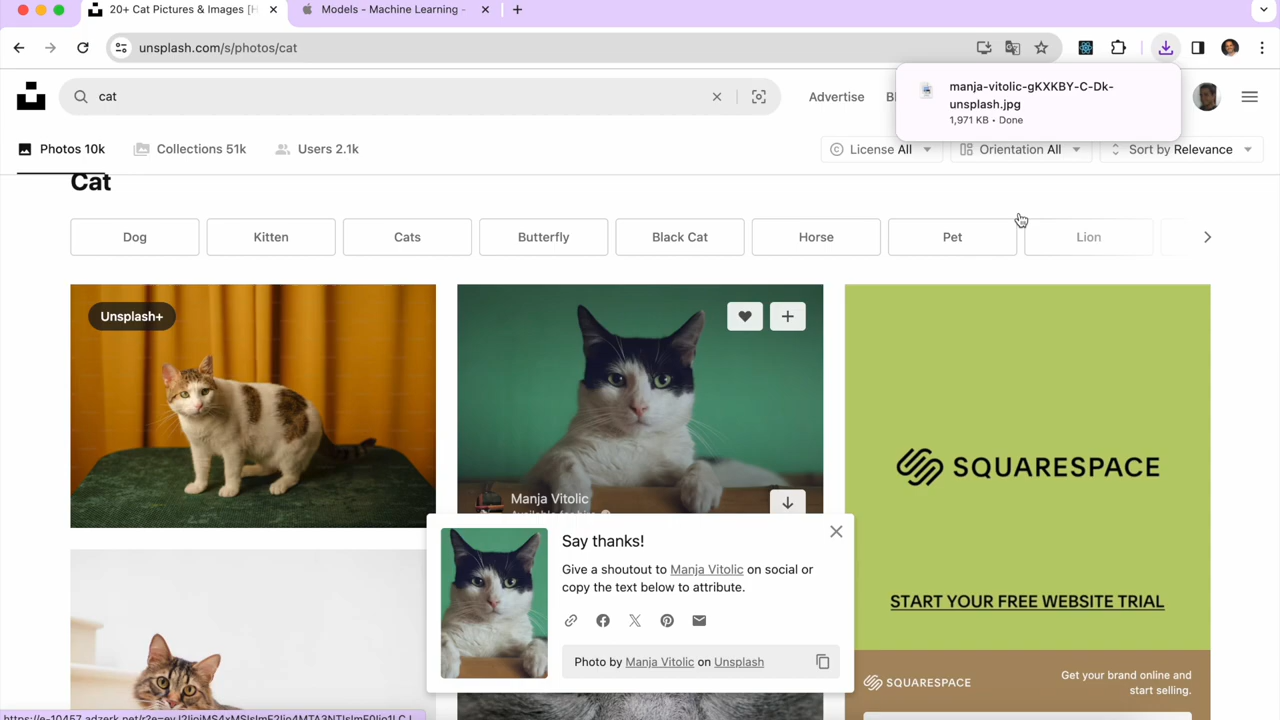 20+ Cat Pictures & Images [H
Models - Machine Learning -
unsplash.com/s/photos/cat
manja-vitolic-gKXKBY-C-Dk-
unsplash.jpg
1,971 KB • Done
cat
Advertise
Photos 10k
Collections 51k
Users 2.1k
License All
Orientation All
Sort by Relevance
Cat
Dog
Kitten
Cats
Butterfly
Black Cat
Horse
Pet
Lion
Unsplash+
Manja Vitolic
SQUARESPACE
START YOUR FREE WEBSITE TRIAL
Say thanks!
Give a shoutout to Manja Vitolic on social or
copy the text below to attribute.
Photo by Manja Vitolic on Unsplash
SQUARESPACE
Get your brand online and
start selling.